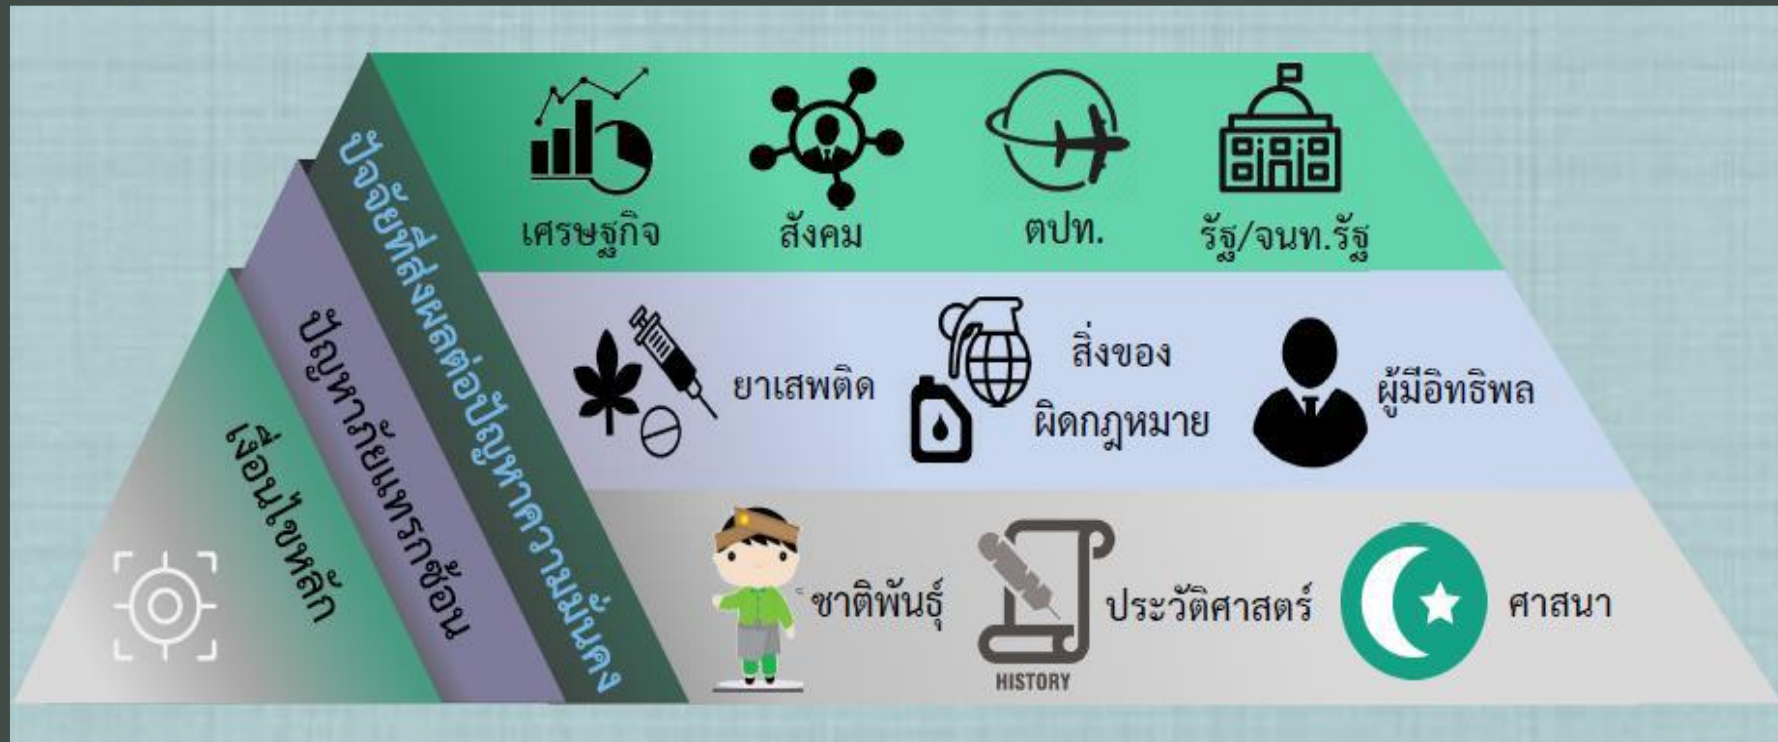 ปัจจัยที่ส่งผลต่อปัญหาความมั่นคง
ปัญหาภัยแทรกซ้อน
เงื่อนไขหลัก
เศรษฐกิจ
สังคม
ตปท.
รัฐ/จนท.รัฐ
ยาเสพติด
สิ่งของ
ผิดกฎหมาย
ผู้มีอิทธิพล
ชาติพันธุ์
HISTORY
ประวัติศาสตร์
ศาสนา